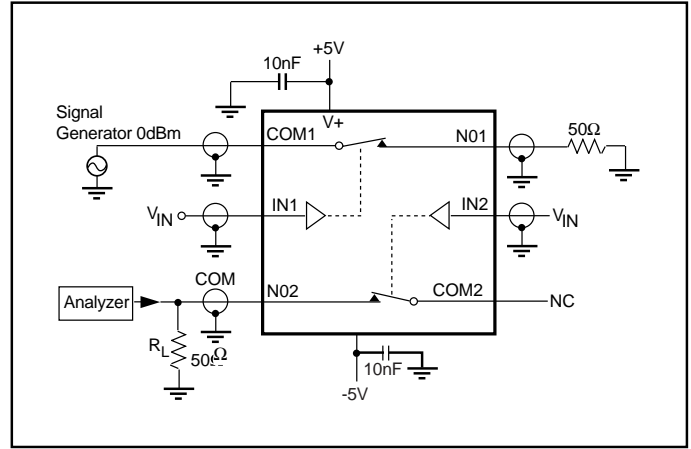 +5V
10nF
Signal
Generator 0dBm
COM1
V+
N01
50Ω
VIN
IN1
IN2
VIN
COM
Analyzer
N02
COM2
NC
RL
50Ω
Ω
10nF
-5V